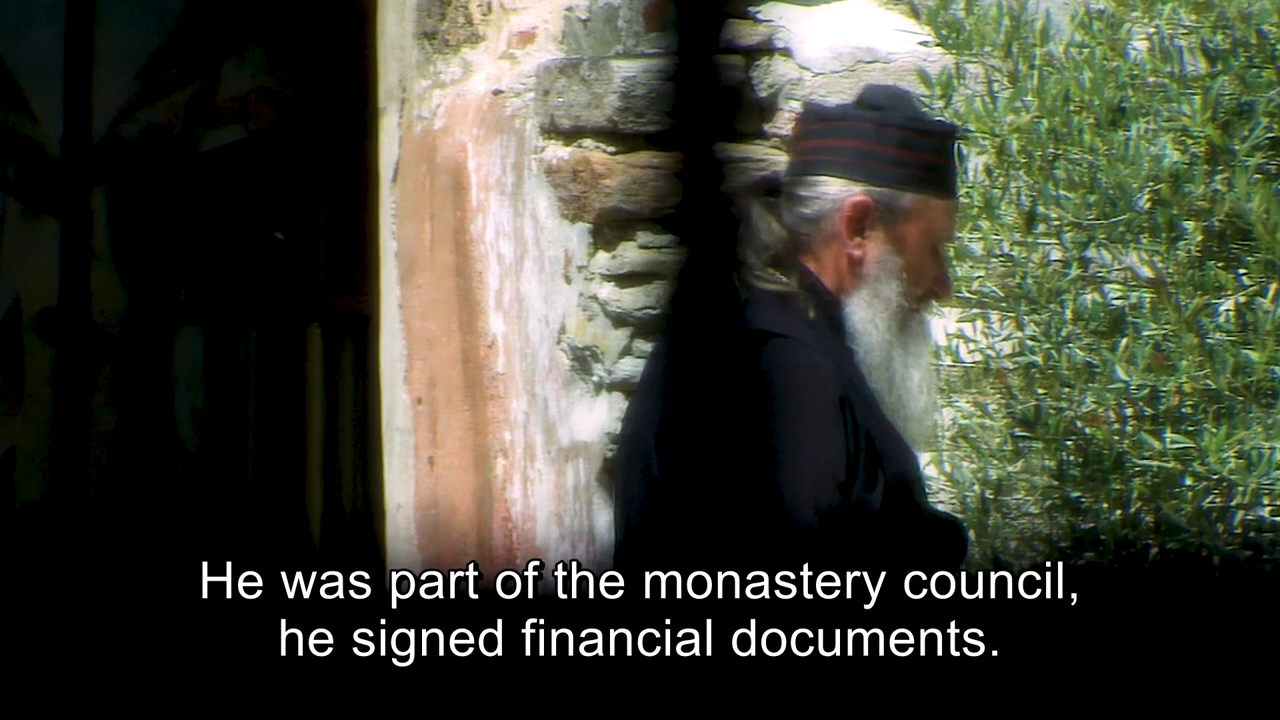 He was part of the monastery council,
he signed financial documents.